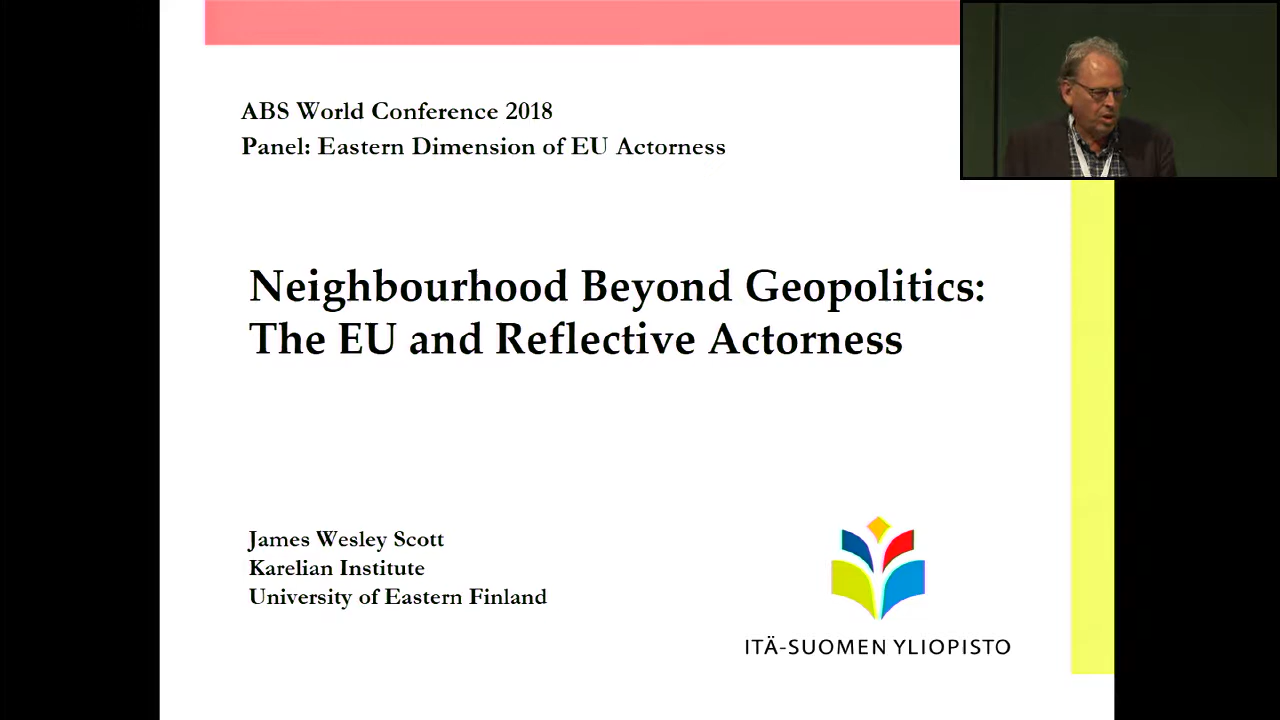 ABS World Conference 2018
Panel: Eastern Dimension of EU Actorness
Neighbourhood Beyond Geopolitics:
The EU and Reflective Actorness
James Wesley Scott
Karelian Institute
University of Eastern Finland
ITÄ-SUOMEN YLIOPISTO